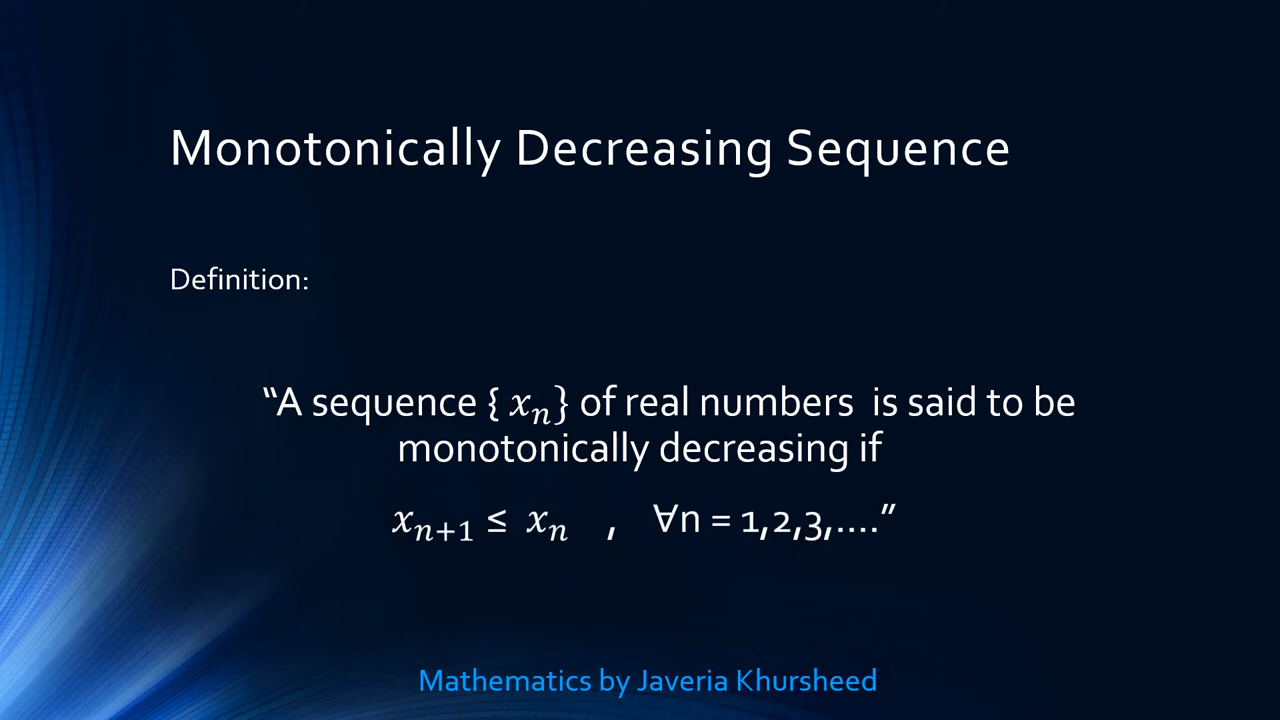 Monotonically Decreasing Sequence
Definition:
“A sequence { xₙ} of real numbers is said to be
monotonically decreasing if
xₙ₊₁ ≤ xₙ , ∀n = 1,2,3,....”
Mathematics by Javeria Khursheed